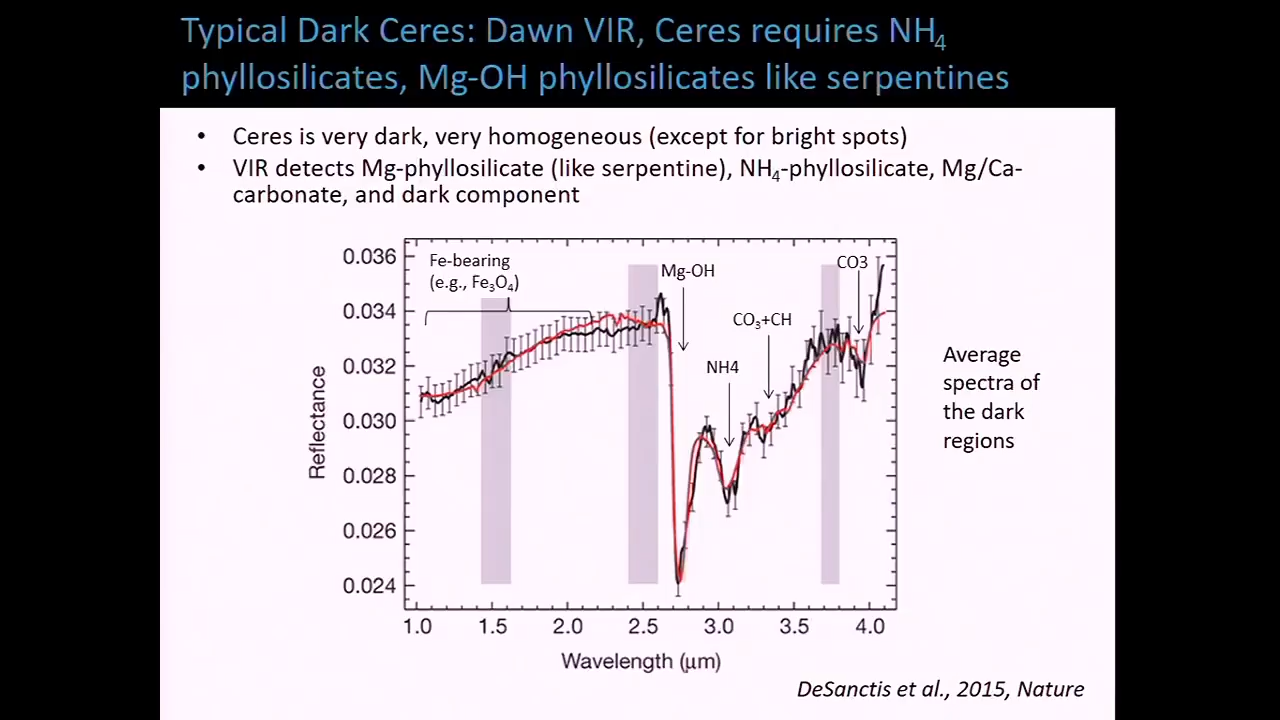 Typical Dark Ceres: Dawn VIR, Ceres requires NH4
phyllosilicates, Mg-OH phyllosilicates like serpentines
• Ceres is very dark, very homogeneous (except for bright spots)
• VIR detects Mg-phyllosilicate (like serpentine), NH4-phyllosilicate, Mg/Ca-
carbonate, and dark component
0.036
0.034
0.032
0.030
0.028
0.026
0.024
Reflectance
Fe-bearing
(e.g., Fe3O4)
Mg-OH
NH4
CO3+CH
CO3
1.0 1.5 2.0 2.5 3.0 3.5 4.0
Wavelength (μm)
Average
spectra of
the dark
regions
DeSanctis et al., 2015, Nature